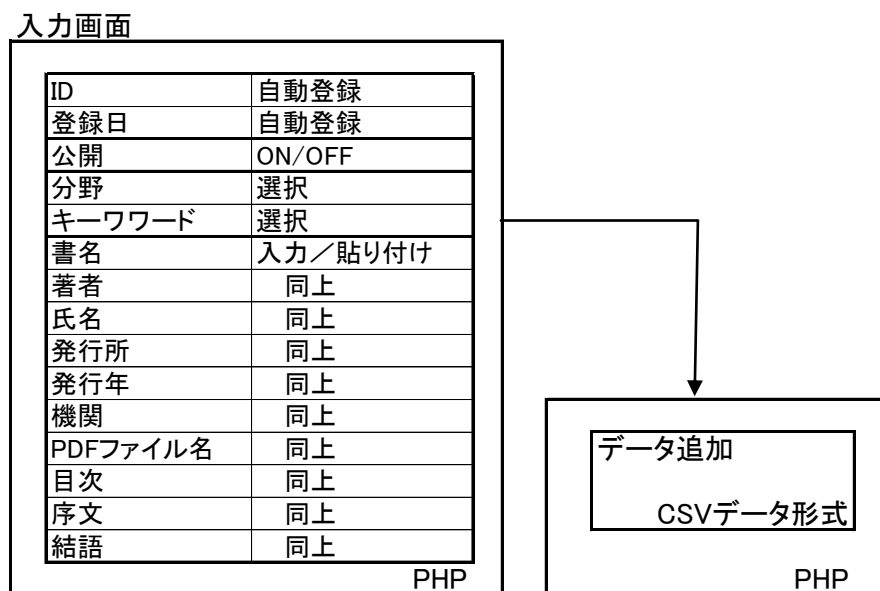 入力画面
ID 自動登録
登録日 自動登録
公開 ON/OFF
分野 選択
キーワワード 選択
書名 入力／貼り付け
著者 同上
氏名 同上
発行所 同上
発行年 同上
機関 同上
PDFファイル名 同上
目次 同上
序文 同上
結語 同上
PHP
データ追加
CSVデータ形式
PHP